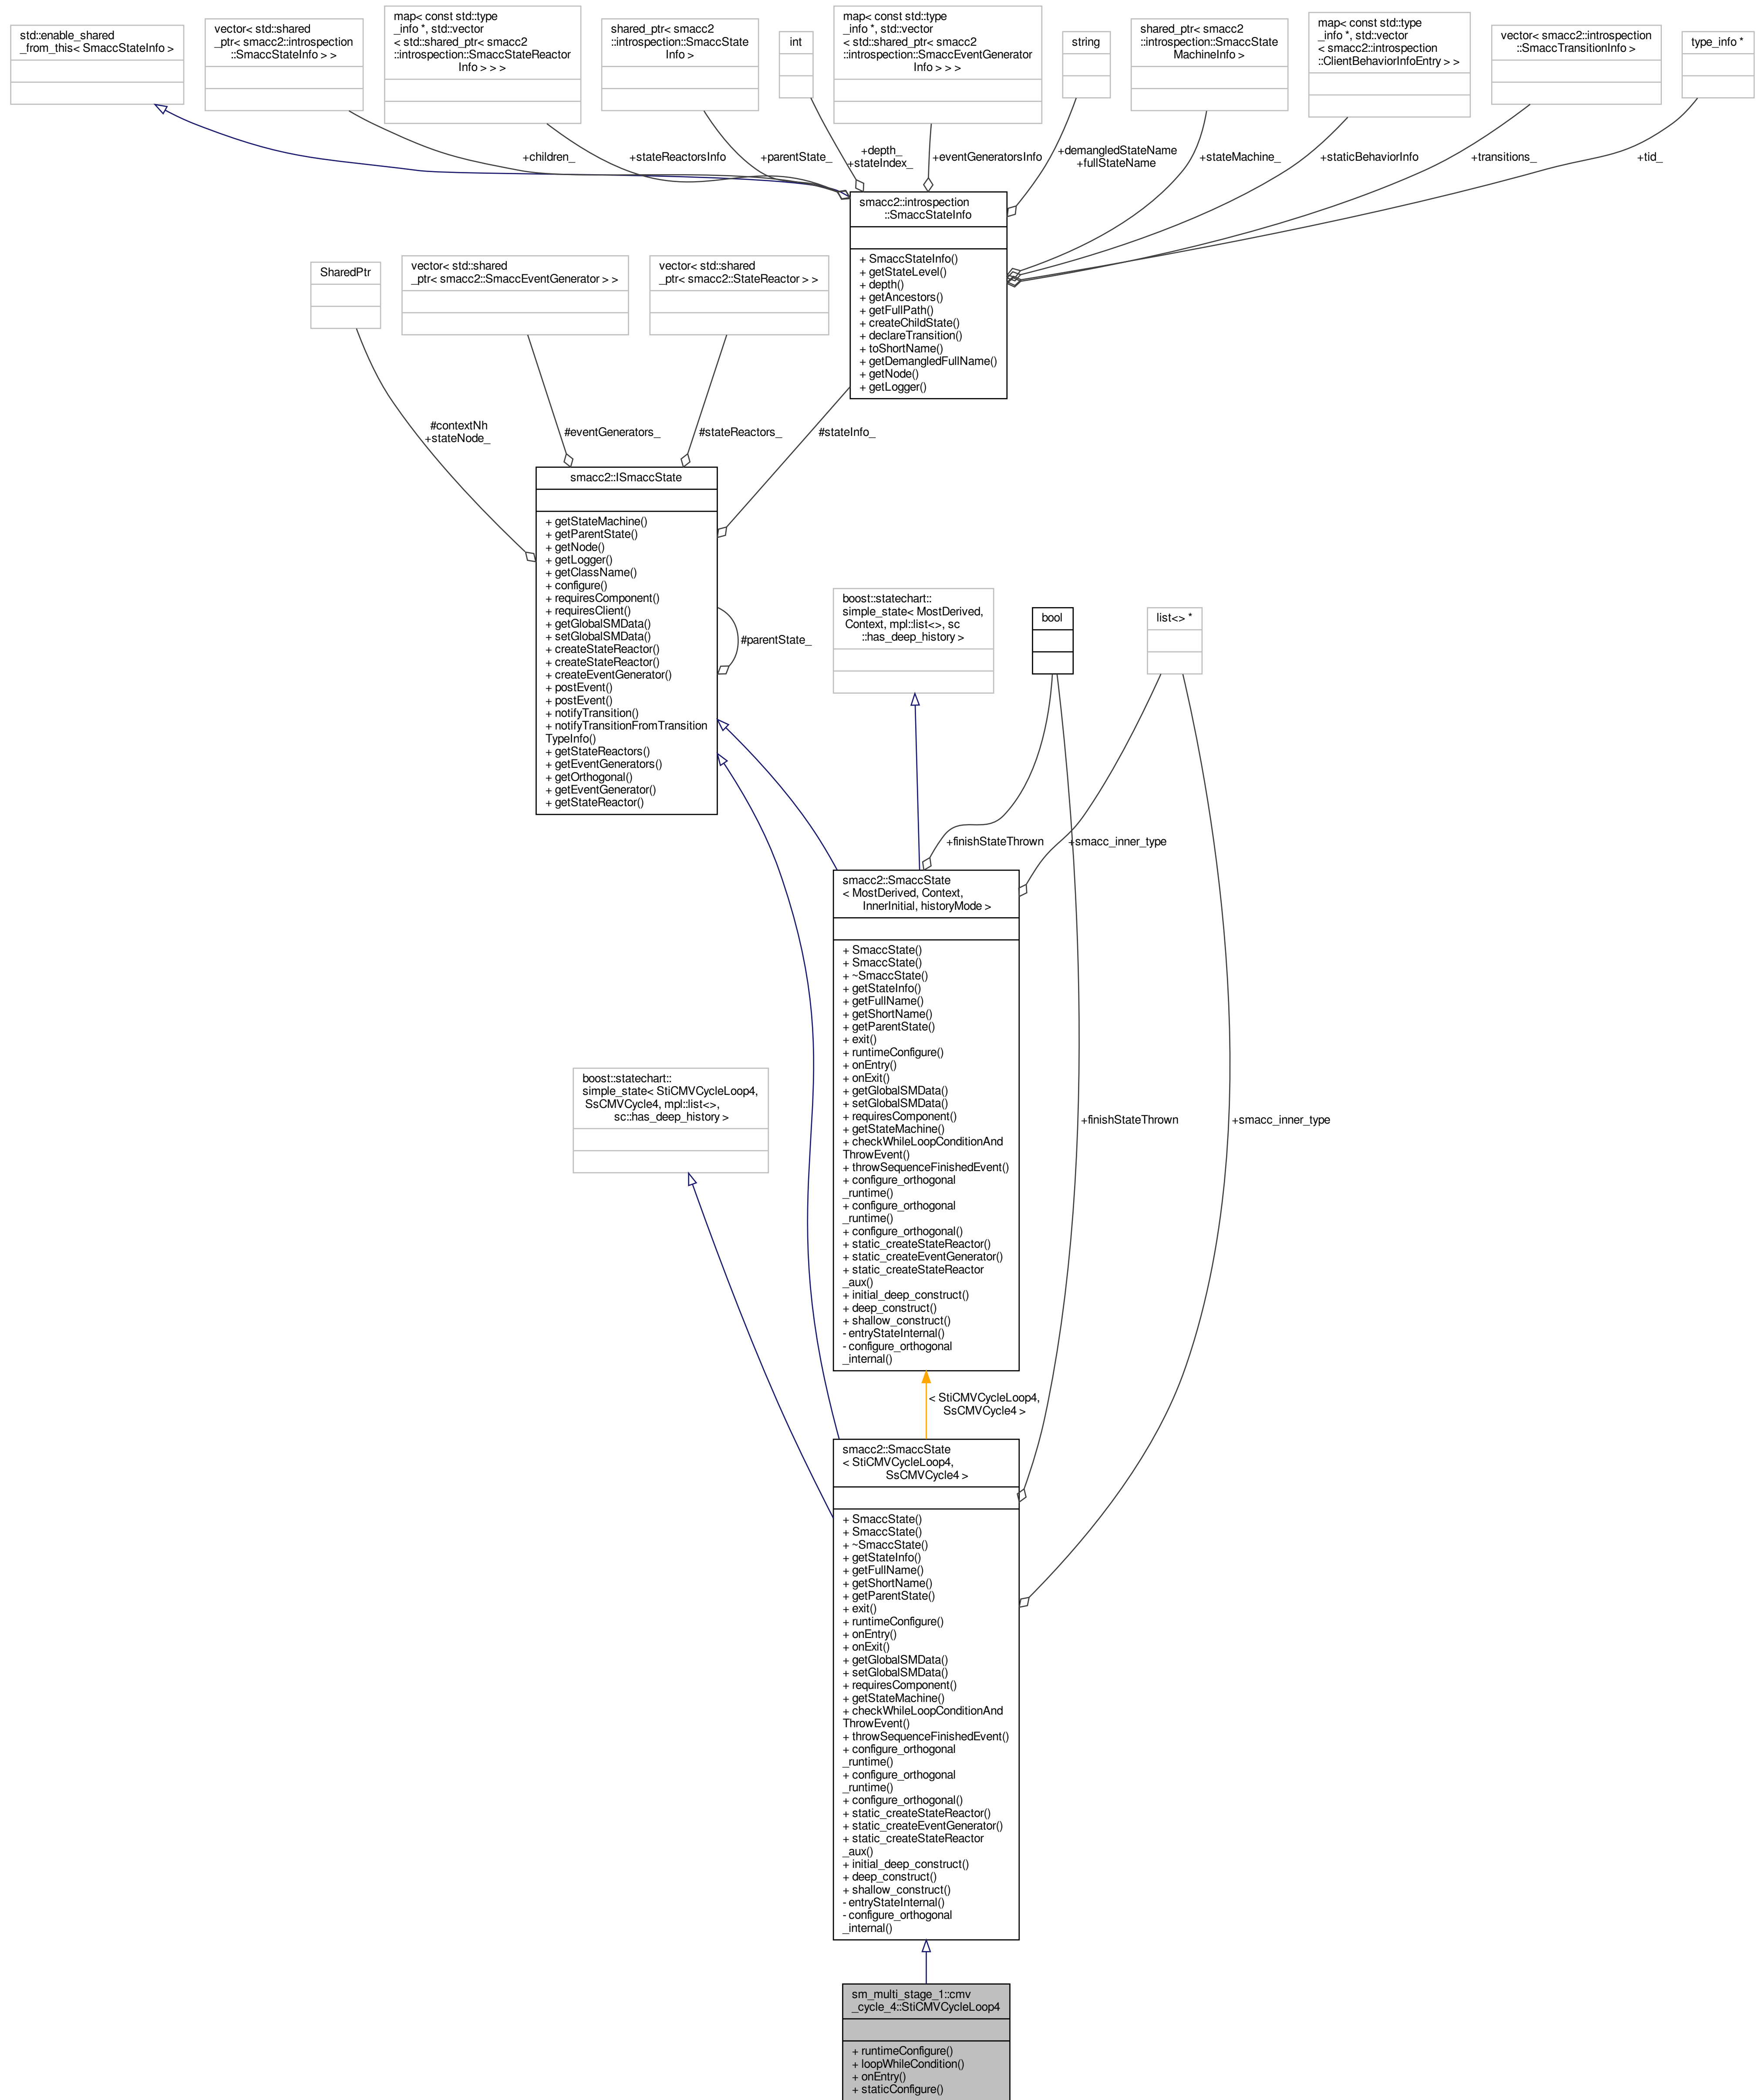 std::enable_shared
_from_this< SmaccStateInfo >
vector< std::shared
_ptr< smacc2::introspection
::SmaccStateInfo > >
map< const std::type
_info *, std::vector
< std::shared_ptr< smacc2
::introspection::SmaccStateReactor
Info > > >
shared_ptr< smacc2
::introspection::SmaccState
Info >
int
map< const std::type
_info *, std::vector
< std::shared_ptr< smacc2
::introspection::SmaccEventGenerator
Info > > >
string
shared_ptr< smacc2
::introspection::SmaccState
MachineInfo >
map< const std::type
_info *, std::vector
< smacc2::introspection
::ClientBehaviorInfoEntry > >
vector< smacc2::introspection
::SmaccTransitionInfo >
type_info *
+children_
+stateReactorsInfo
+parentState_
+depth_
+stateIndex_
+eventGeneratorsInfo
+demangledStateName
+fullStateName
+stateMachine_
+staticBehaviorInfo
+transitions_
+tid_
smacc2::introspection
::SmaccStateInfo
+ SmaccStateInfo()
+ getStateLevel()
+ depth()
+ getAncestors()
+ getFullPath()
+ createChildState()
+ declareTransition()
+ toShortName()
+ getDemangledFullName()
+ getNode()
+ getLogger()
SharedPtr
vector< std::shared
_ptr< smacc2::SmaccEventGenerator > >
vector< std::shared
_ptr< smacc2::StateReactor > >
#contextNh
+stateNode_
#eventGenerators_
#stateReactors_
#stateInfo_
smacc2::ISmaccState
+ getStateMachine()
+ getParentState()
+ getNode()
+ getLogger()
+ getClassName()
+ configure()
+ requiresComponent()
+ requiresClient()
+ getGlobalSMData()
+ setGlobalSMData()
+ createStateReactor()
+ createStateReactor()
+ createEventGenerator()
+ postEvent()
+ postEvent()
+ notifyTransition()
+ notifyTransitionFromTransition
TypeInfo()
+ getStateReactors()
+ getEventGenerators()
+ getOrthogonal()
+ getEventGenerator()
+ getStateReactor()
#parentState_
boost::statechart::
simple_state< MostDerived,
Context, mpl::list<>, sc
::has_deep_history >
bool
list<> *
+finishStateThrown
+smacc_inner_type
smacc2::SmaccState
< MostDerived, Context,
InnerInitial, historyMode >
+ SmaccState()
+ SmaccState()
+ ~SmaccState()
+ getStateInfo()
+ getFullName()
+ getShortName()
+ getParentState()
+ exit()
+ runtimeConfigure()
+ onEntry()
+ onExit()
+ getGlobalSMData()
+ setGlobalSMData()
+ requiresComponent()
+ getStateMachine()
+ checkWhileLoopConditionAnd
ThrowEvent()
+ throwSequenceFinishedEvent()
+ configure_orthogonal
_runtime()
+ configure_orthogonal
_runtime()
+ configure_orthogonal()
+ static_createStateReactor()
+ static_createEventGenerator()
+ static_createStateReactor
_aux()
+ initial_deep_construct()
+ deep_construct()
+ shallow_construct()
- entryStateInternal()
- configure_orthogonal
_internal()
boost::statechart::
simple_state< StiCMVCycleLoop4,
SsCMVCycle4, mpl::list<>,
sc::has_deep_history >
+finishStateThrown
+smacc_inner_type
< StiCMVCycleLoop4,
SsCMVCycle4 >
smacc2::SmaccState
< StiCMVCycleLoop4,
SsCMVCycle4 >
+ SmaccState()
+ SmaccState()
+ ~SmaccState()
+ getStateInfo()
+ getFullName()
+ getShortName()
+ getParentState()
+ exit()
+ runtimeConfigure()
+ onEntry()
+ onExit()
+ getGlobalSMData()
+ setGlobalSMData()
+ requiresComponent()
+ getStateMachine()
+ checkWhileLoopConditionAnd
ThrowEvent()
+ throwSequenceFinishedEvent()
+ configure_orthogonal
_runtime()
+ configure_orthogonal
_runtime()
+ configure_orthogonal()
+ static_createStateReactor()
+ static_createEventGenerator()
+ static_createStateReactor
_aux()
+ initial_deep_construct()
+ deep_construct()
+ shallow_construct()
- entryStateInternal()
- configure_orthogonal
_internal()
sm_multi_stage_1::cmv
_cycle_4::StiCMVCycleLoop4
+ runtimeConfigure()
+ loopWhileCondition()
+ onEntry()
+ staticConfigure()